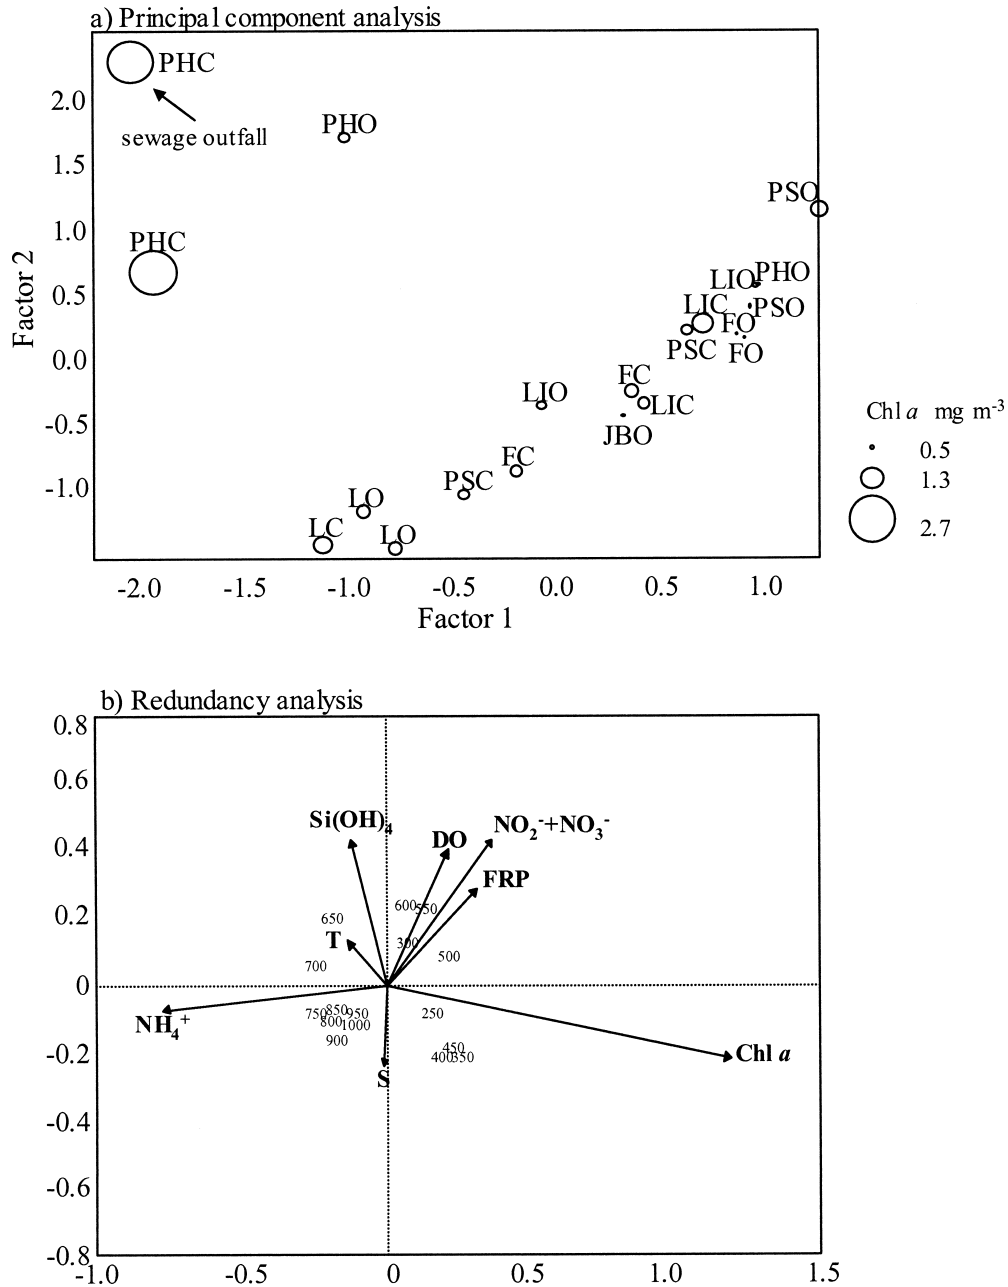 a) Principal component analysis
PHC
sewage outfall
PHO
PSO
PHC
LIO PHO
LIC PSO
FO
PSC FO
FC
LIO LIC
JBO
FC
PSC
LO
LC LO
2.0
1.5
1.0
0.5
0.0
-0.5
-1.0
Factor 2
-2.0 -1.5 -1.0 -0.5 0.0 0.5 1.0
Factor 1
Chl a mg m-3
0.5
1.3
2.7
b) Redundancy analysis
0.8
0.6
0.4
0.2
0
-0.2
-0.4
-0.6
-0.8
Si(OH)4
DO
NO2-+NO3-
FRP
600 550
650
T
300
500
700
NH4+
750 850 950
800 1000
900
250
450
400 350
S
Chl a
-1.0 -0.5 0 0.5 1.0 1.5